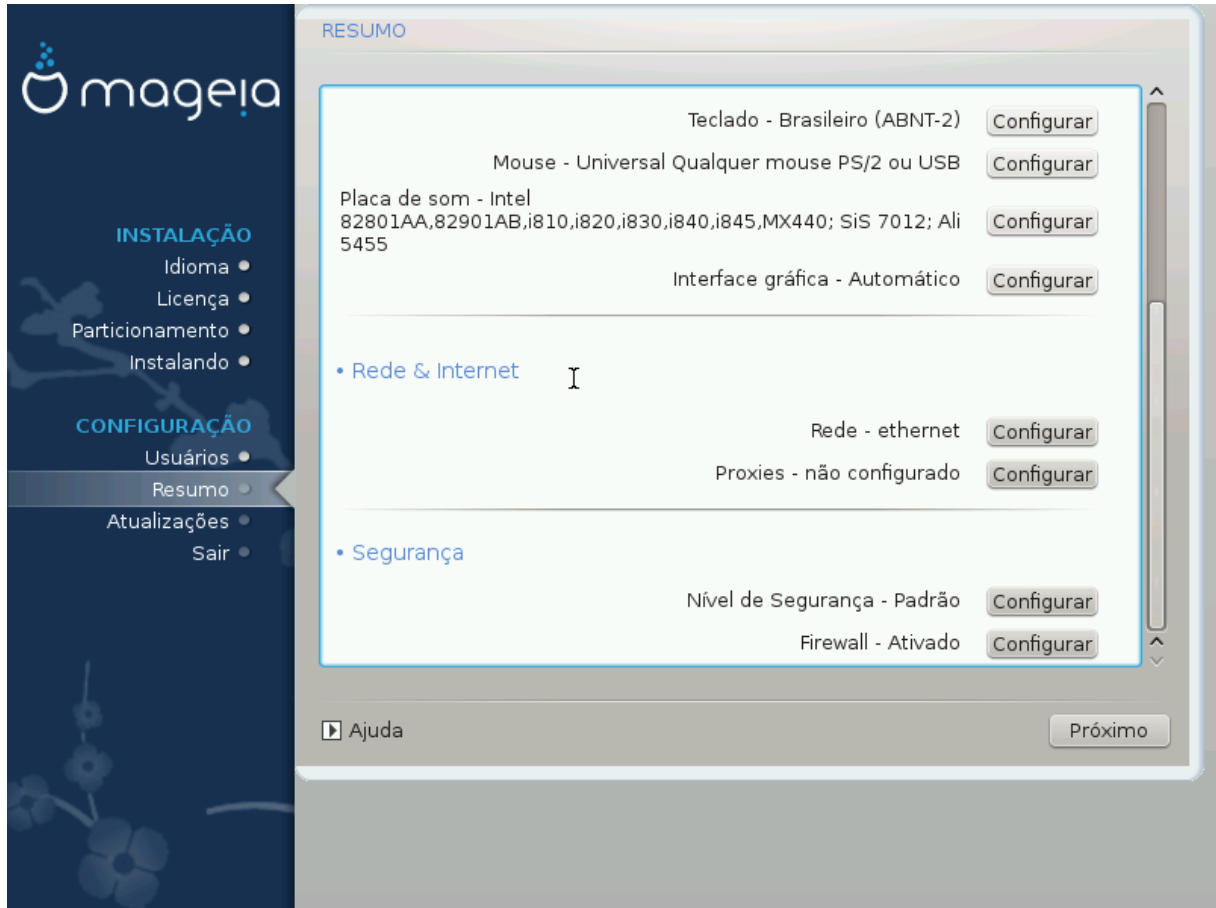 mageia
INSTALAÇÃO
Idioma
Licença
Particionamento
Instalando
CONFIGURAÇÃO
Usuários
Resumo
Atualizações
Sair
RESUMO
Teclado - Brasileiro (ABNT-2) Configurar
Mouse - Universal Qualquer mouse PS/2 ou USB Configurar
Placa de som - Intel
82801AA,82901AB,i810,i820,i830,i840,i845,MX440; SiS 7012; Ali Configurar
5455
Interface gráfica - Automático Configurar
• Rede & Internet
Rede - ethernet Configurar
Proxies - não configurado Configurar
• Segurança
Nível de Segurança - Padrão Configurar
Firewall - Ativado Configurar
Ajuda
Próximo